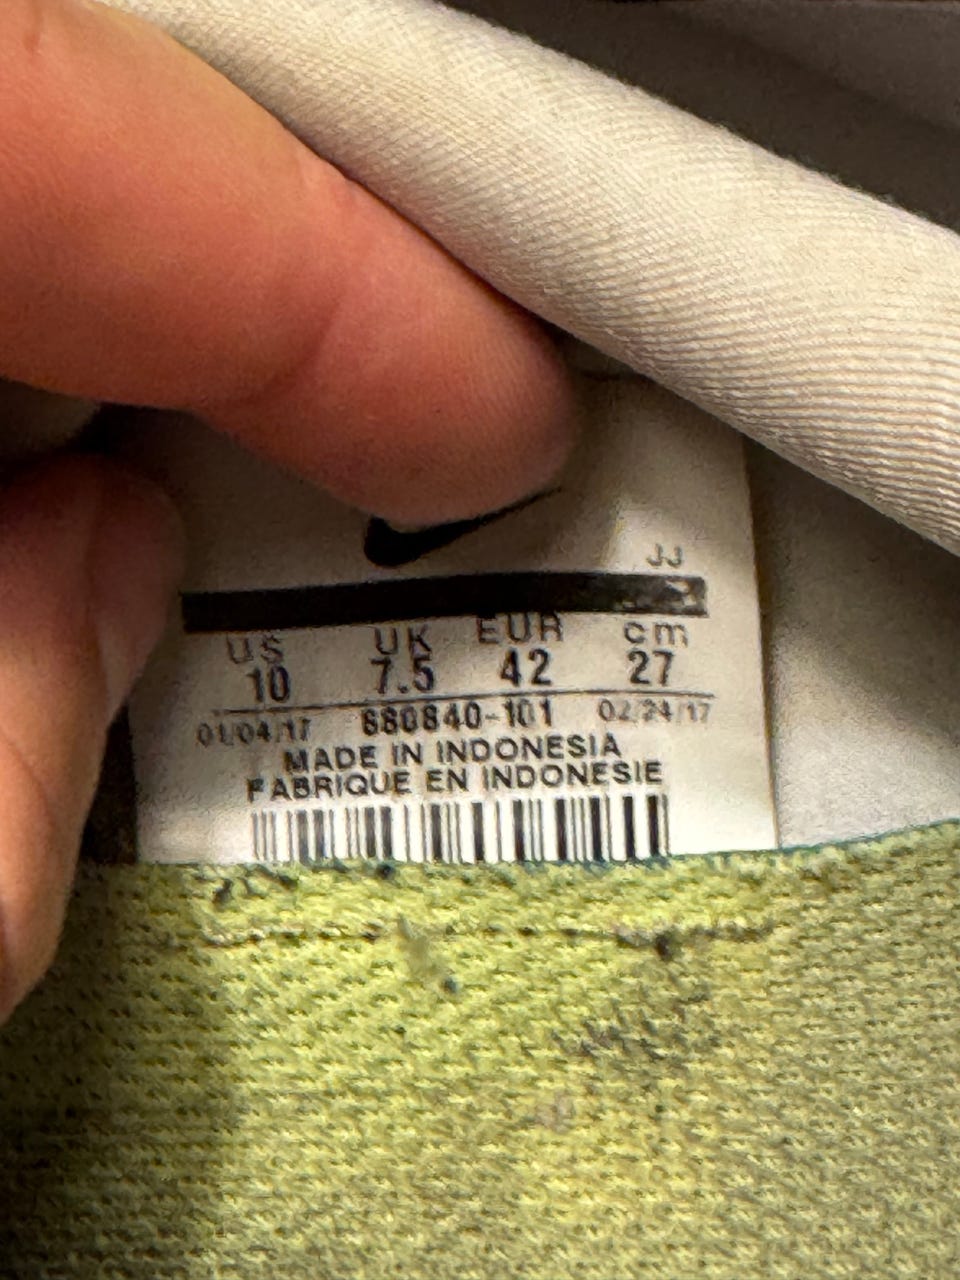 JJ
US UK EUR cm
10 7.5 42 27
01/04/17 880840-101 02/24/17
MADE IN INDONESIA
FABRIQUE EN INDONESIE